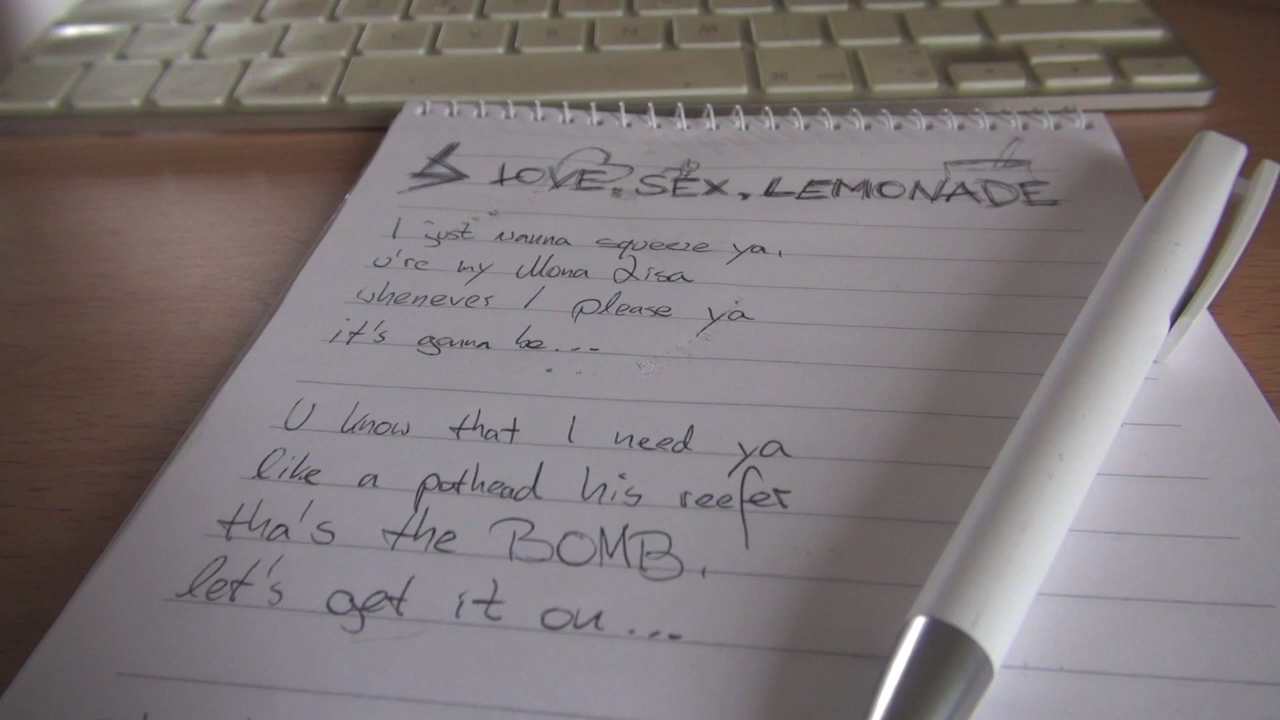 LOVE, SEX, LEMONADE
I just wanna squeeze ya,
u're my Mona Lisa
whenever I please ya
it's gonna be...
U know that I need ya
like a pothead his reefer
tha's the BOMB,
let's get it on...